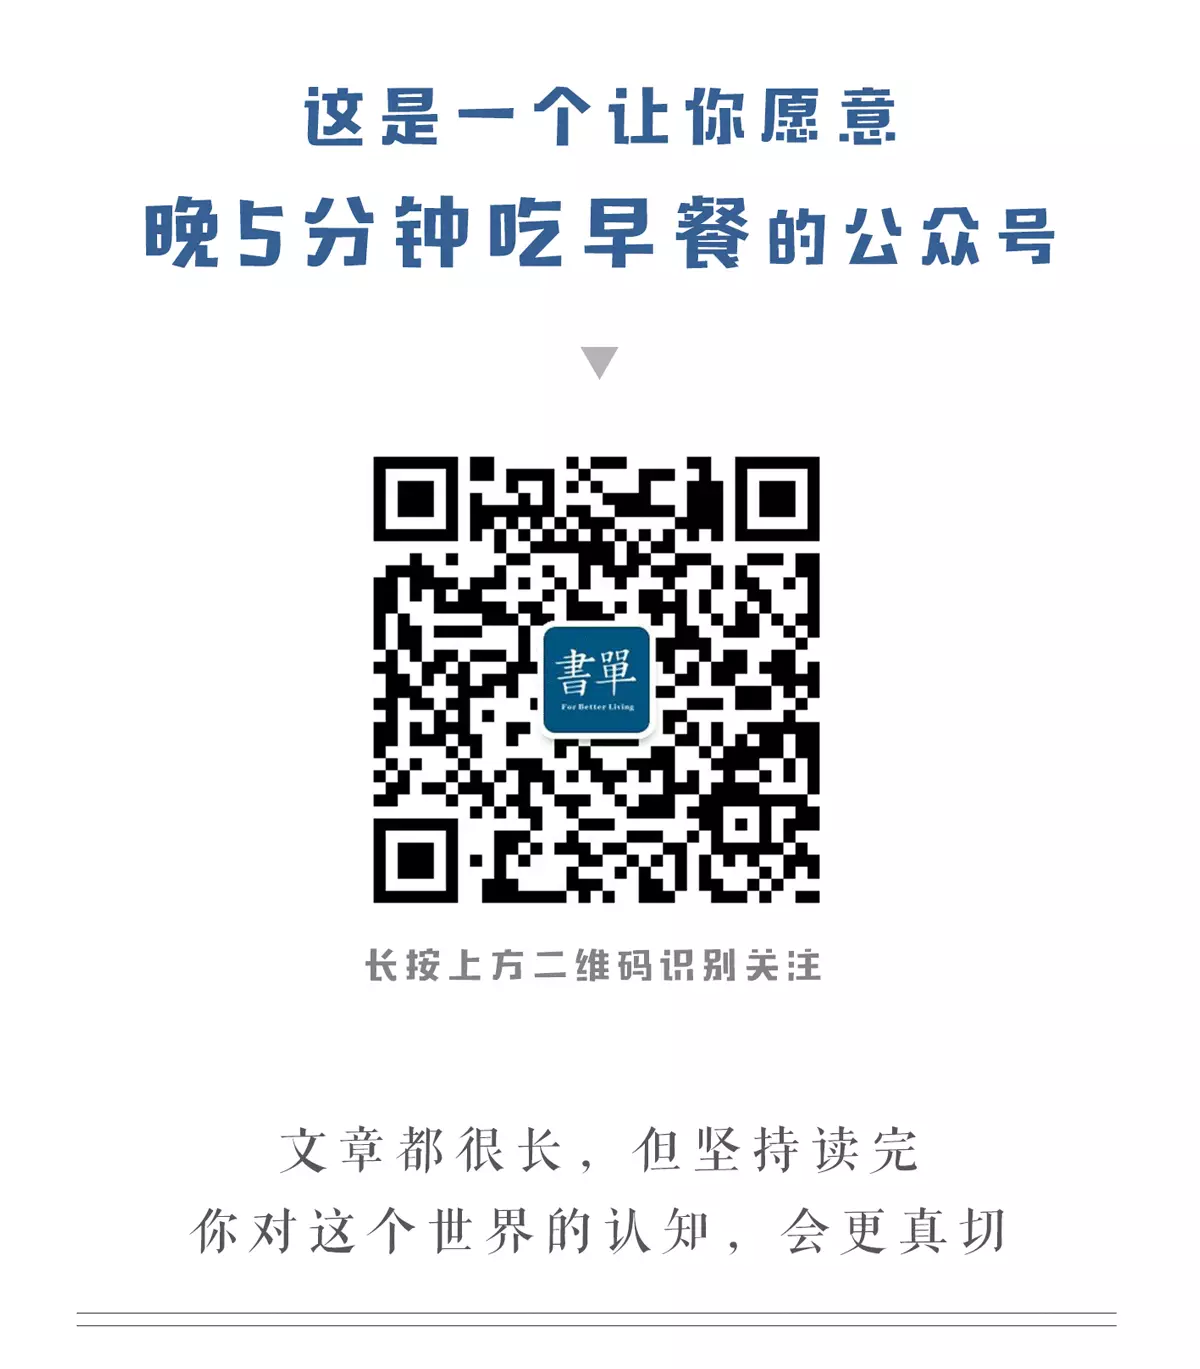 这是一个让你愿意
晚5分钟吃早餐的公众号
書單
For Better Living
长按上方二维码识别关注
文章都很长，但坚持读完
你对这个世界的认知，会更真切